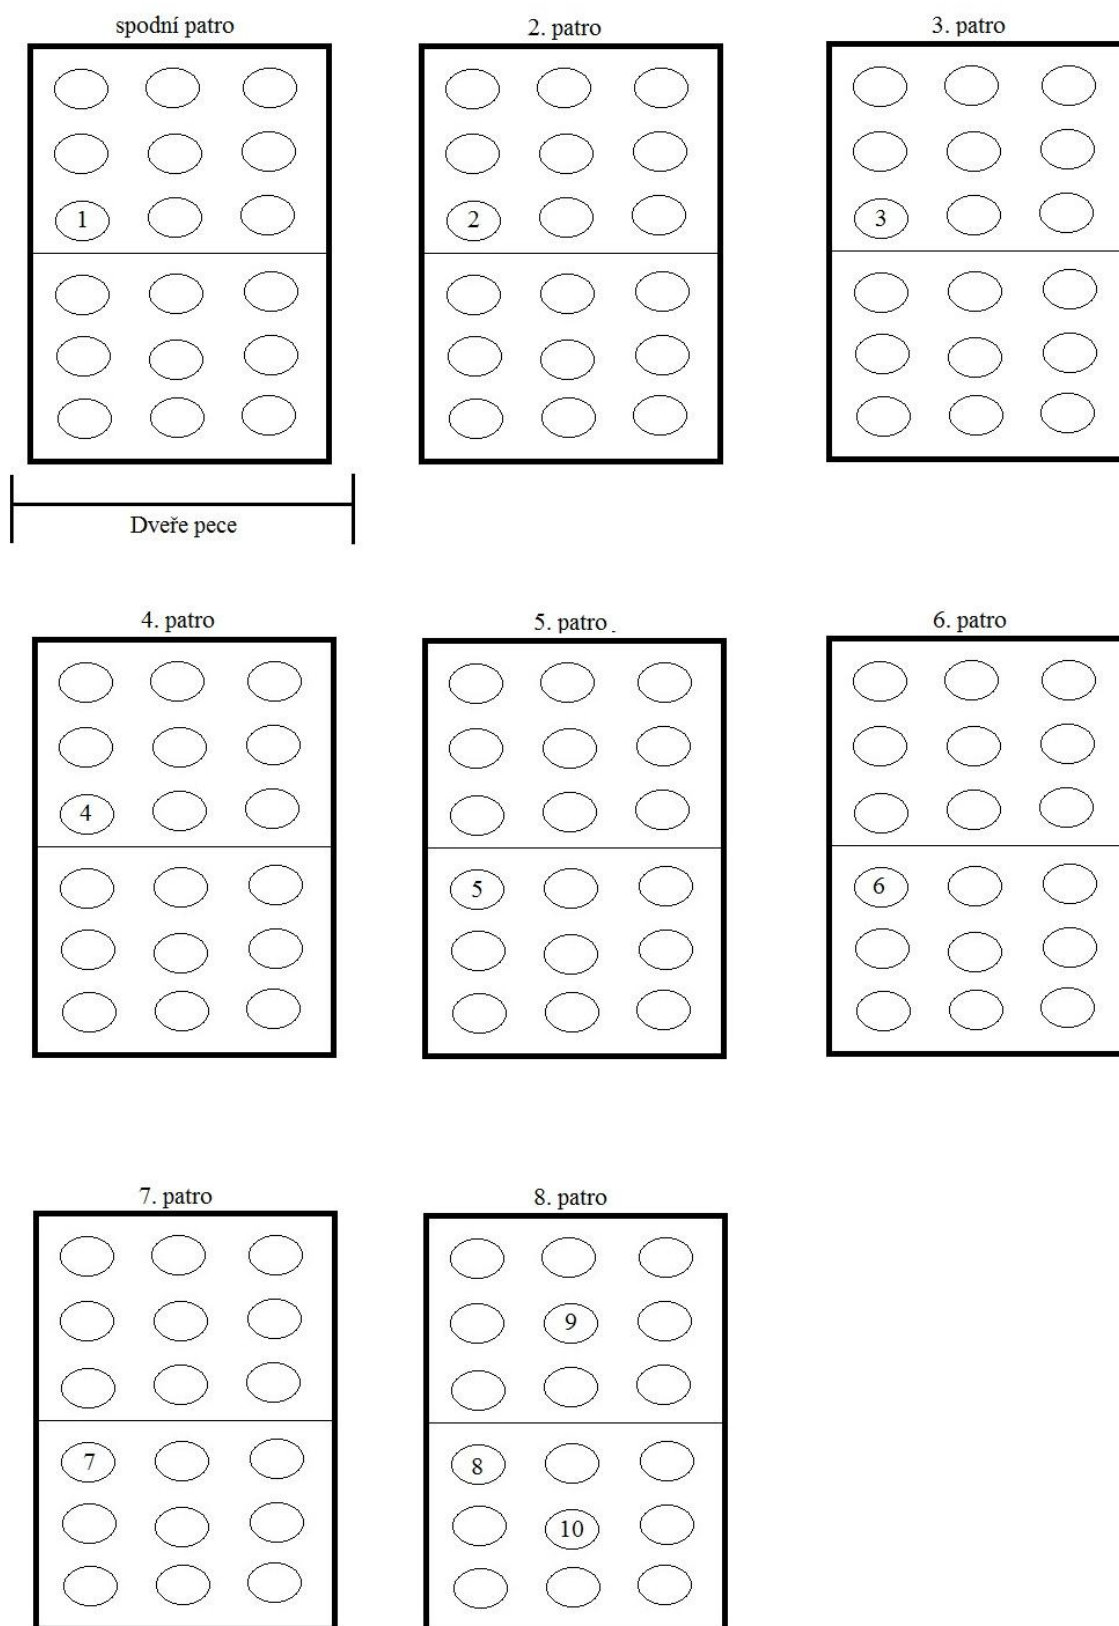 spodní patro
2. patro
3. patro
1
2
3
Dveře pece
4. patro
5. patro
6. patro
4
5
6
7. patro
8. patro
9
7
8
10